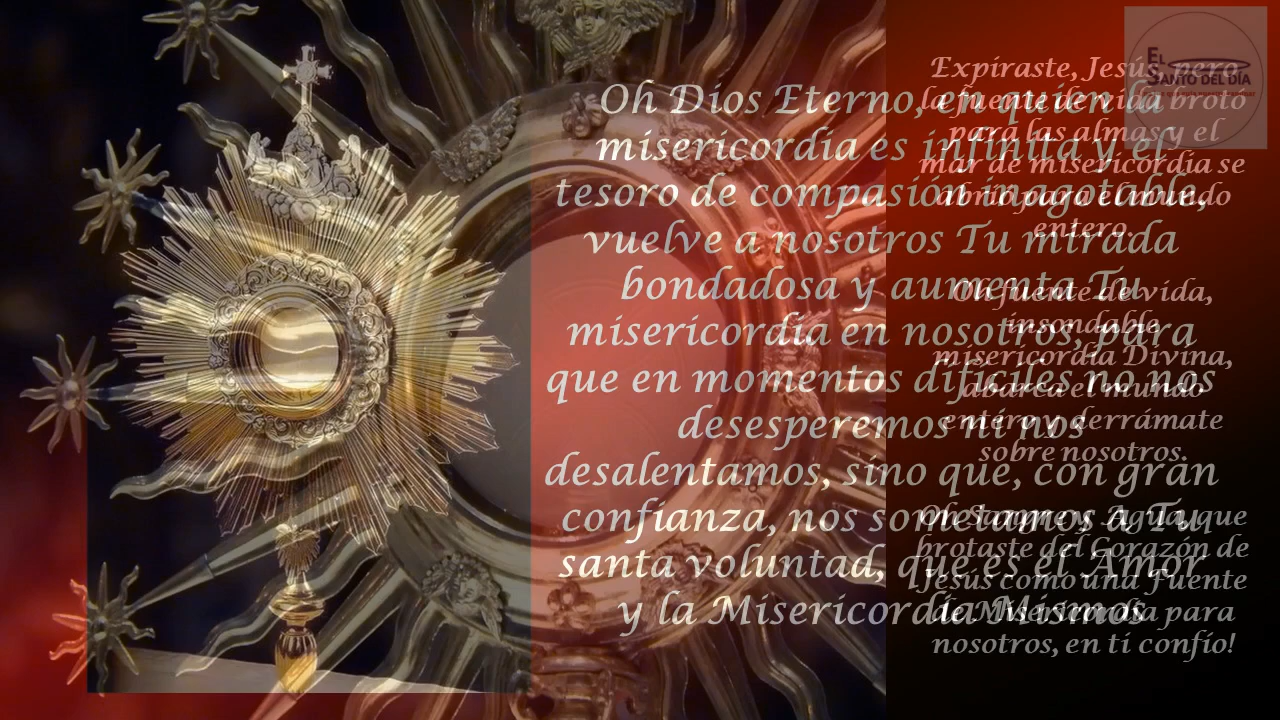 Oh Dios Eterno, en quien la
misericordia es infinita y el
tesoro de compasión inagotable,
vuelve a nosotros Tu mirada
bondadosa y aumenta Tu
misericordia en nosotros, para
que en momentos difíciles no nos
desesperemos ni nos
desalentamos, sino que, con gran
confianza, nos sometamos a Tu
santa voluntad, que es el Amor
y la Misericordia Mismos
Expiraste, Jesús, pero
la fuente de vida brotó
para las almas y el
mar de misericordia se
abrió para el mundo
entero.
Oh fuente de vida,
insondable
misericordia Divina,
abarca el mundo
entero y derrámate
sobre nosotros.
Oh Sangre y Agua, que
brotaste del Corazón de
Jesús como una Fuente
de Misericordia para
nosotros, en ti confío!
EL
SANTO DEL DÍA